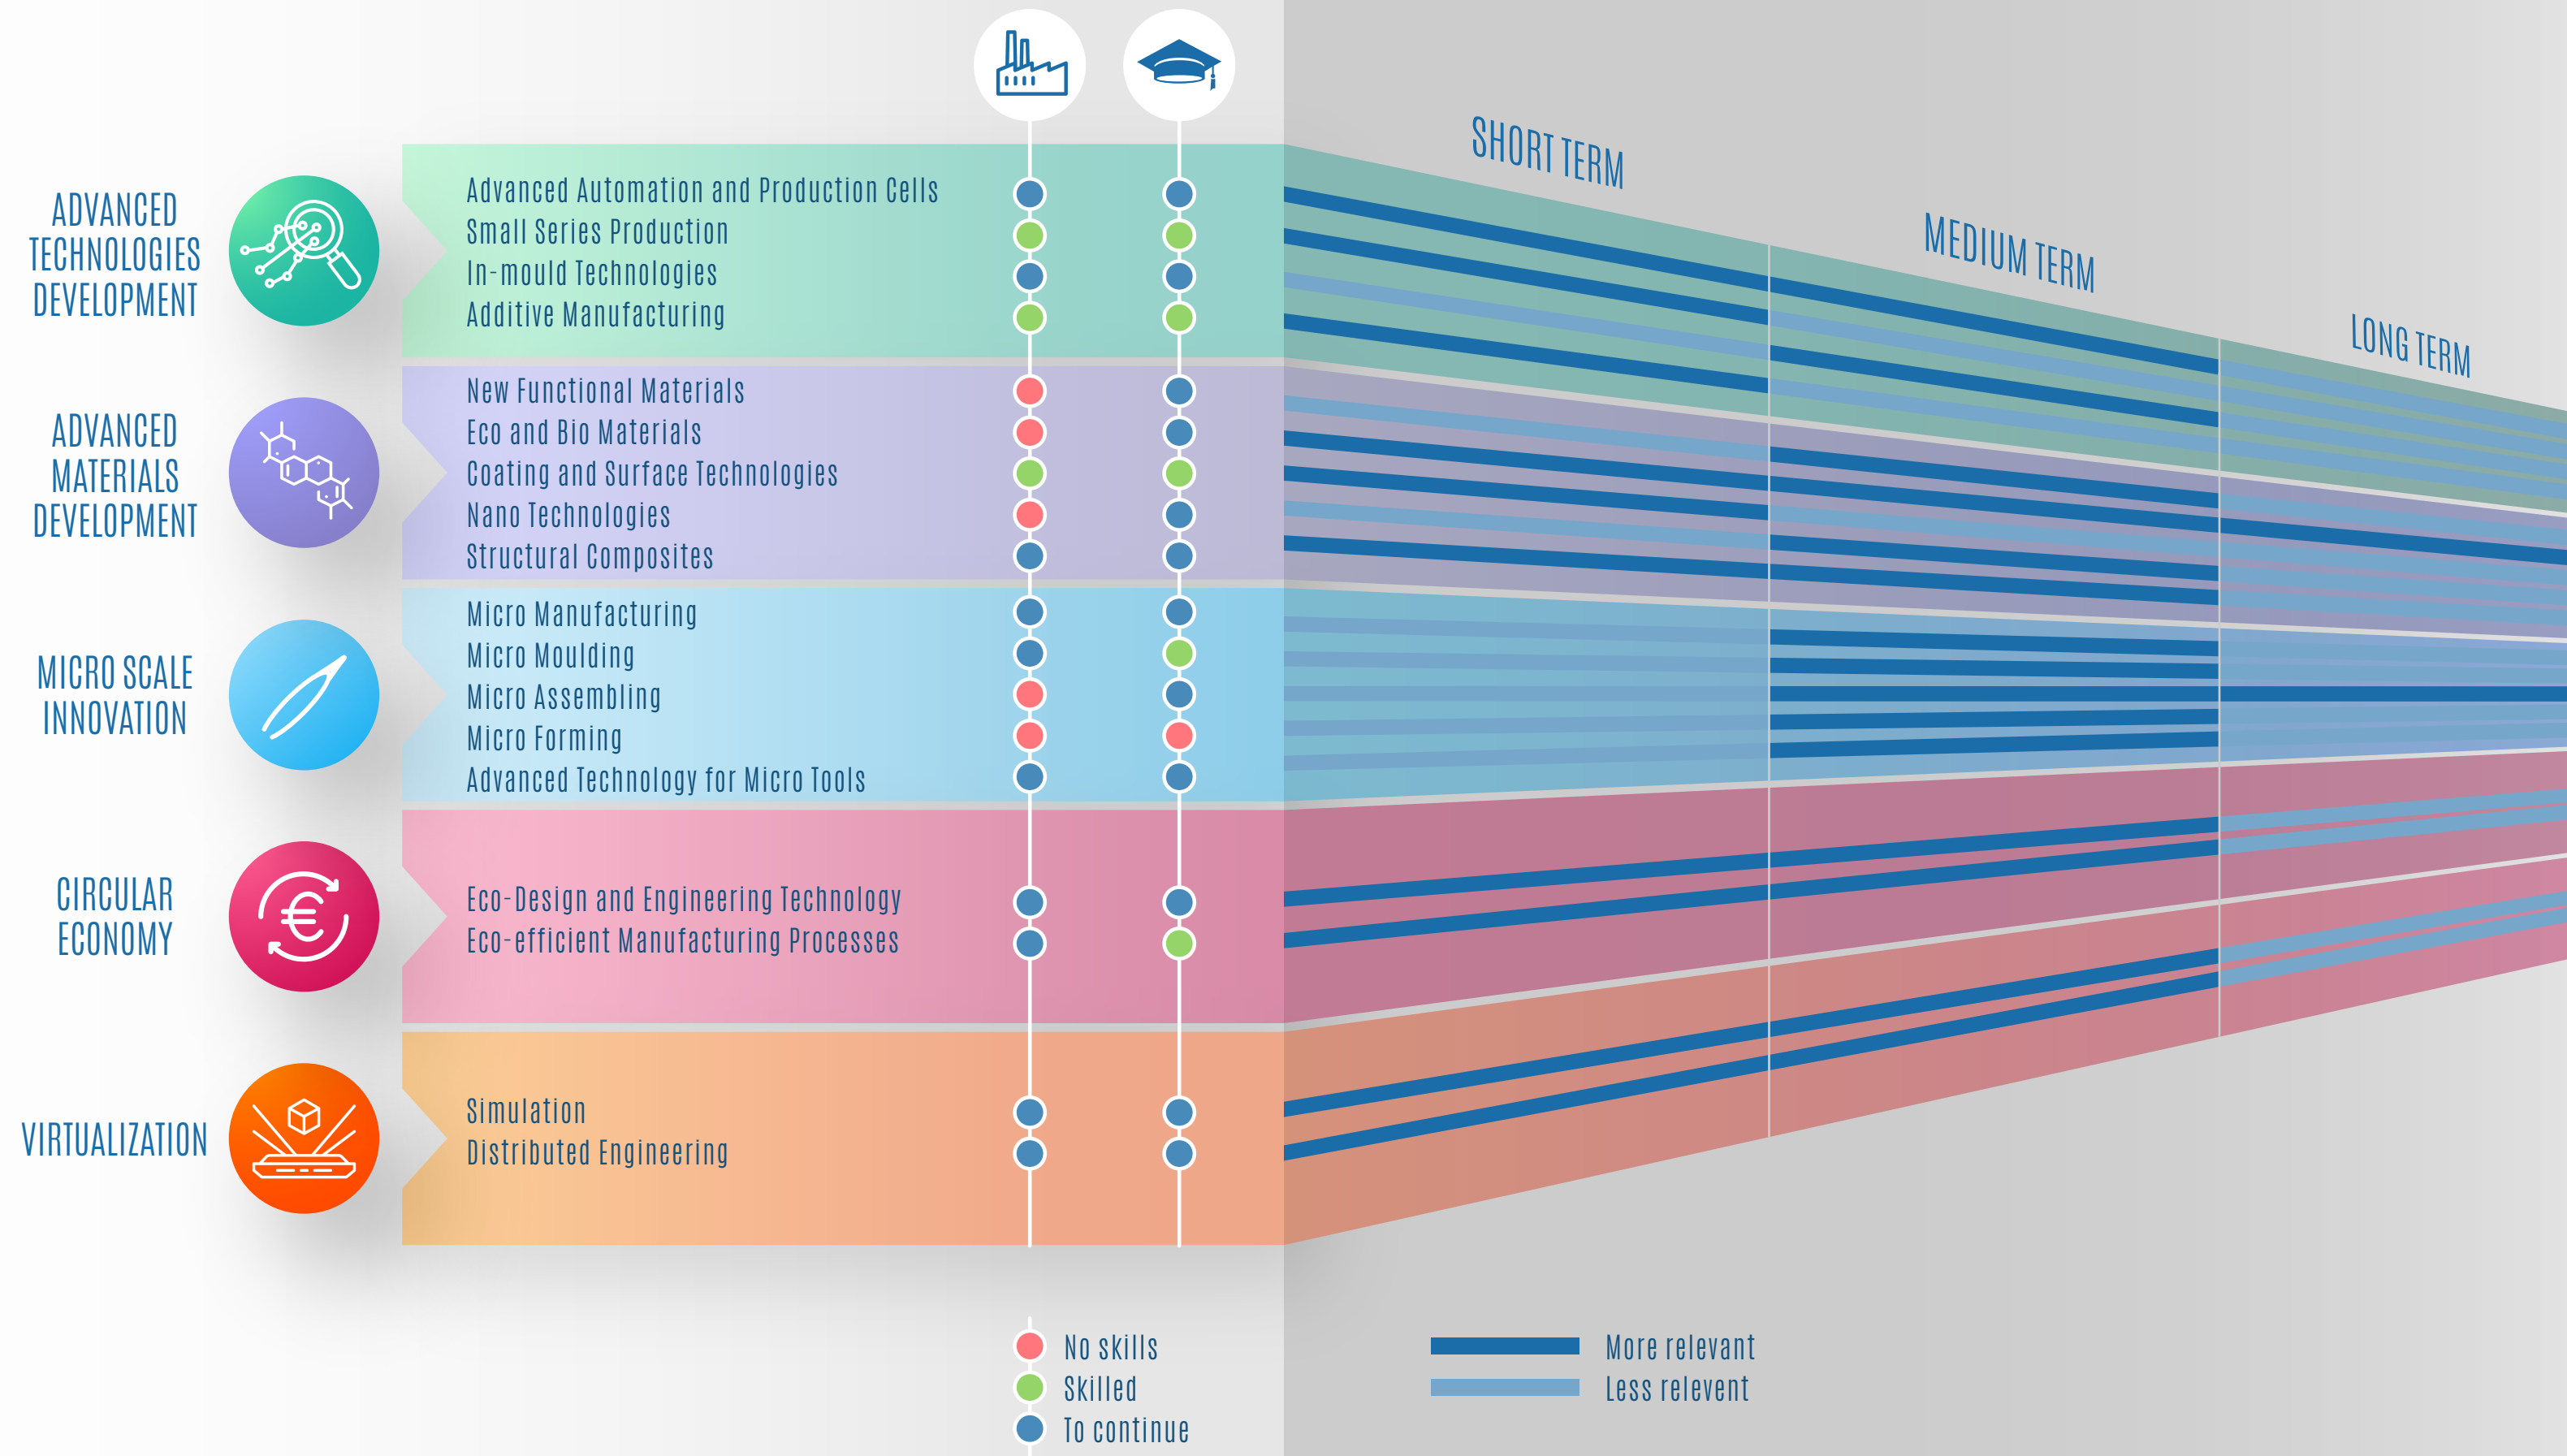 SHORT TERM
MEDIUM TERM
LONG TERM
ADVANCED
TECHNOLOGIES
DEVELOPMENT
Advanced Automation and Production Cells
Small Series Production
In-mould Technologies
Additive Manufacturing
ADVANCED
MATERIALS
DEVELOPMENT
New Functional Materials
Eco and Bio Materials
Coating and Surface Technologies
Nano Technologies
Structural Composites
MICRO SCALE
INNOVATION
Micro Manufacturing
Micro Moulding
Micro Assembling
Micro Forming
Advanced Technology for Micro Tools
CIRCULAR
ECONOMY
Eco-Design and Engineering Technology
Eco-efficient Manufacturing Processes
VIRTUALIZATION
Simulation
Distributed Engineering
No skills
Skilled
To continue
More relevant
Less relevent